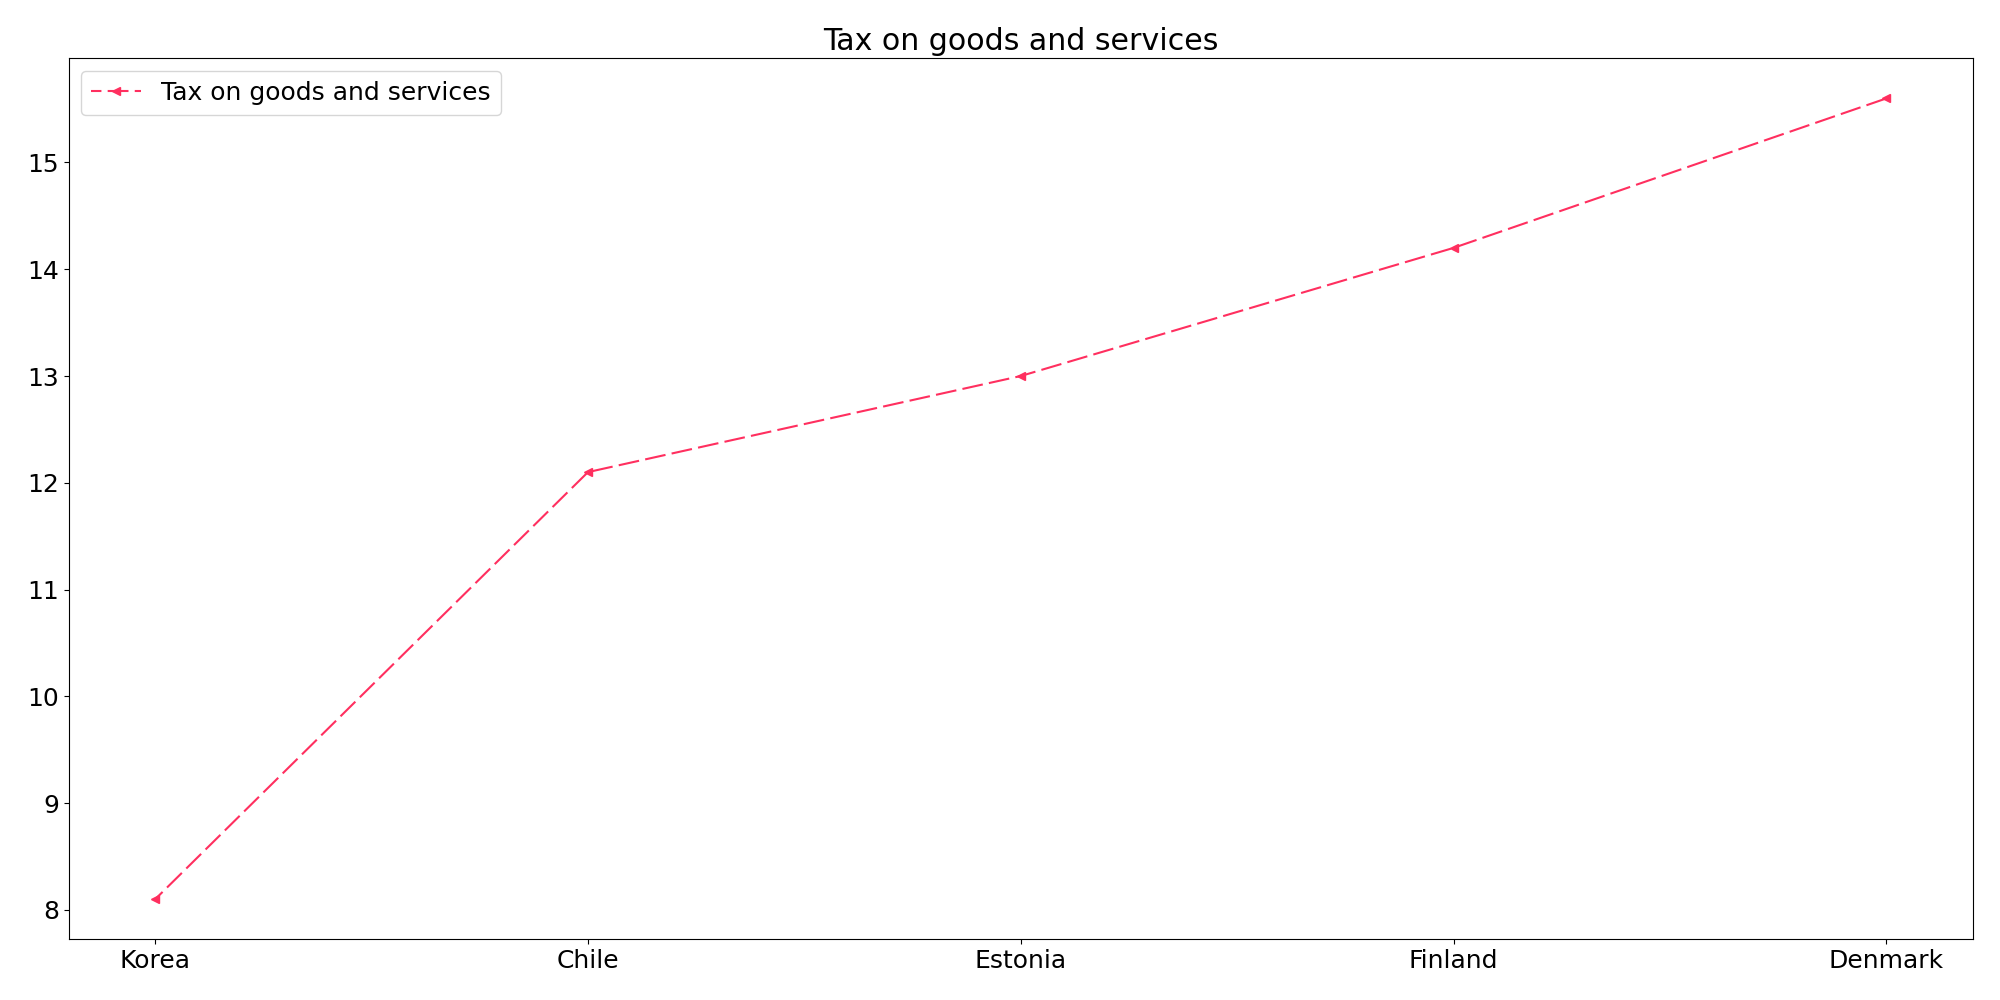 Tax on goods and services
Tax on goods and services
15
14
13
12
11
10
9
8
Korea Chile Estonia Finland Denmark